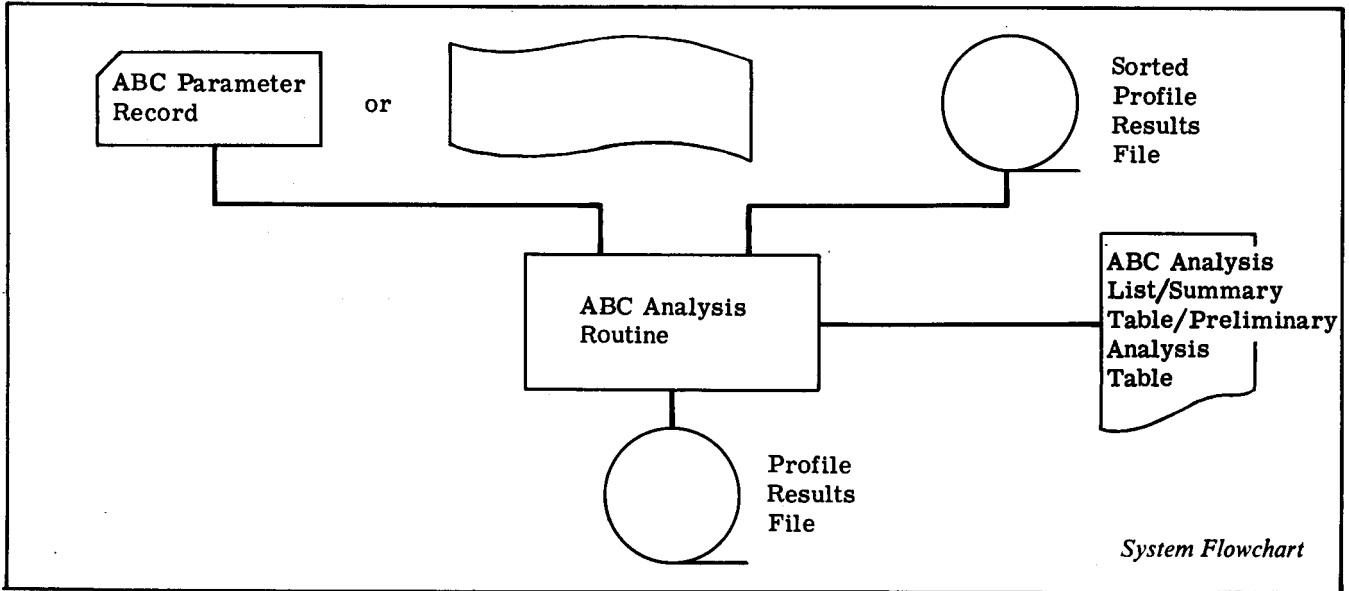 ABC Parameter
Record
or
Sorted
Profile
Results
File
ABC Analysis
Routine
ABC Analysis
List/Summary
Table/Preliminary
Analysis
Table
Profile
Results
File
System Flowchart